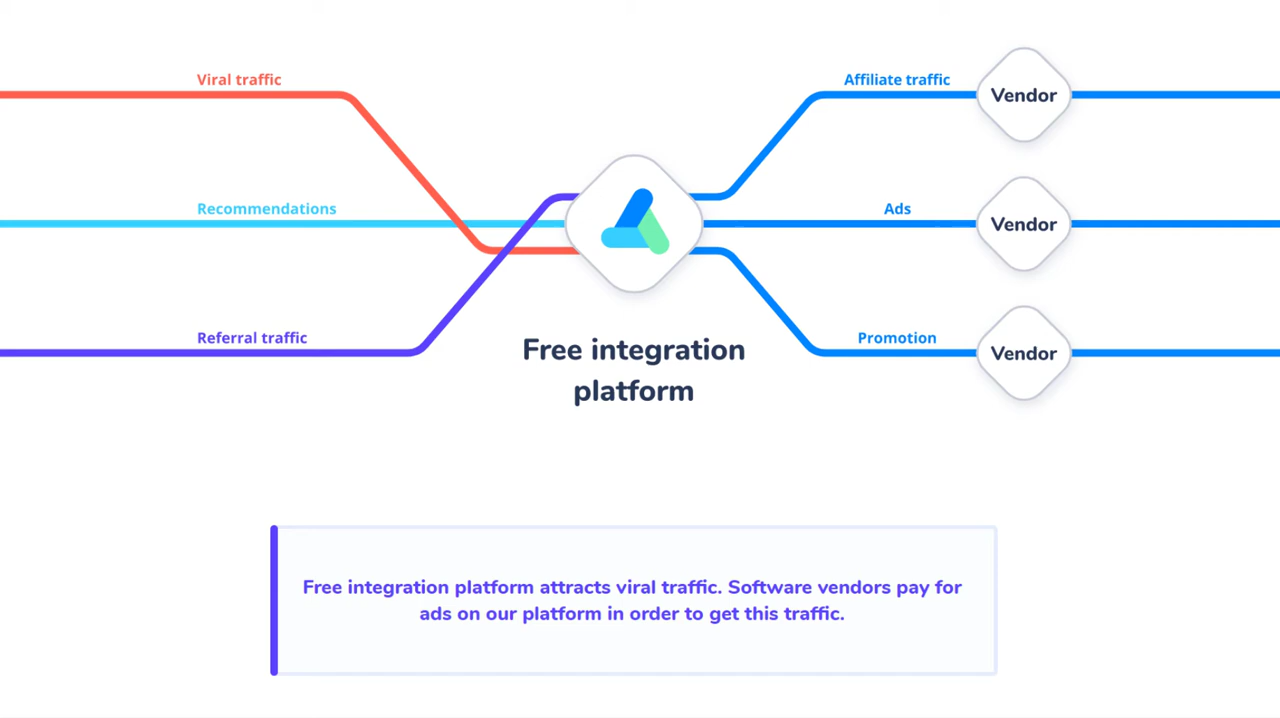 Viral traffic
Affiliate traffic
Vendor
Recommendations
Ads
Vendor
Referral traffic
Promotion
Vendor
Free integration
platform
Free integration platform attracts viral traffic. Software vendors pay for
ads on our platform in order to get this traffic.